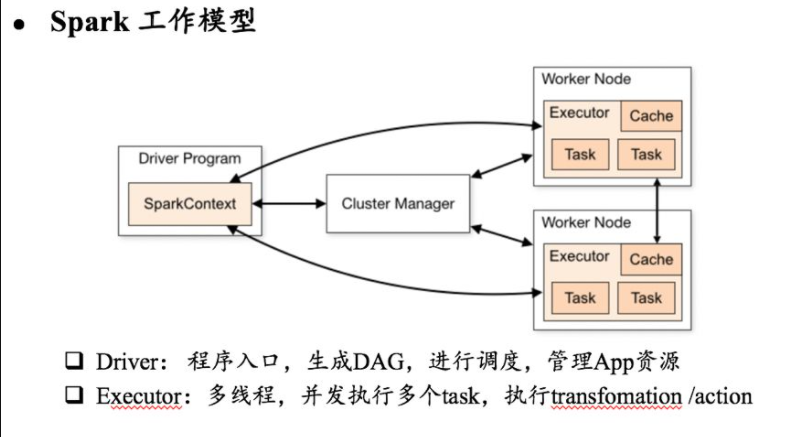 • Spark 工作模型
Worker Node
Executor
Cache
Task
Task
Driver Program
SparkContext
Cluster Manager
Worker Node
Executor
Cache
Task
Task
❑ Driver： 程序入口，生成DAG，进行调度，管理App资源
❑ Executor：多线程，并发执行多个task，执行transfomation /action